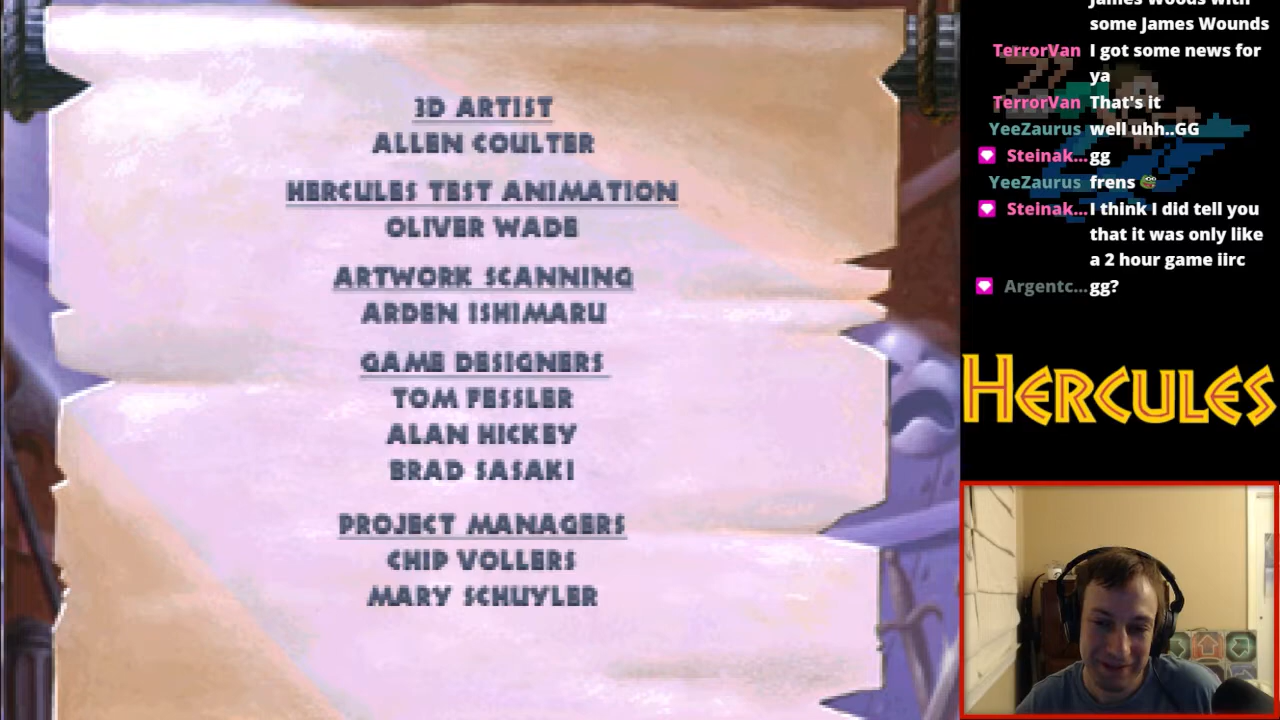 3D ARTIST
ALLEN COULTER
HERCULES TEST ANIMATION
OLIVER WADE
ARTWORK SCANNING
ARDEN ISHIMARU
GAME DESIGNERS
TOM FESSLER
ALAN HICKEY
BRAD SASAKI
PROJECT MANAGERS
CHIP VOLLERS
MARY SCHUYLER
James Woods with
some James Wounds
TerrorVan I got some news for
ya
TerrorVan That's it
YeeZaurus well uhh..GG
Steinak... gg
YeeZaurus frens
Steinak... I think I did tell you
that it was only like
a 2 hour game iirc
Argentc... gg?
HERCULES